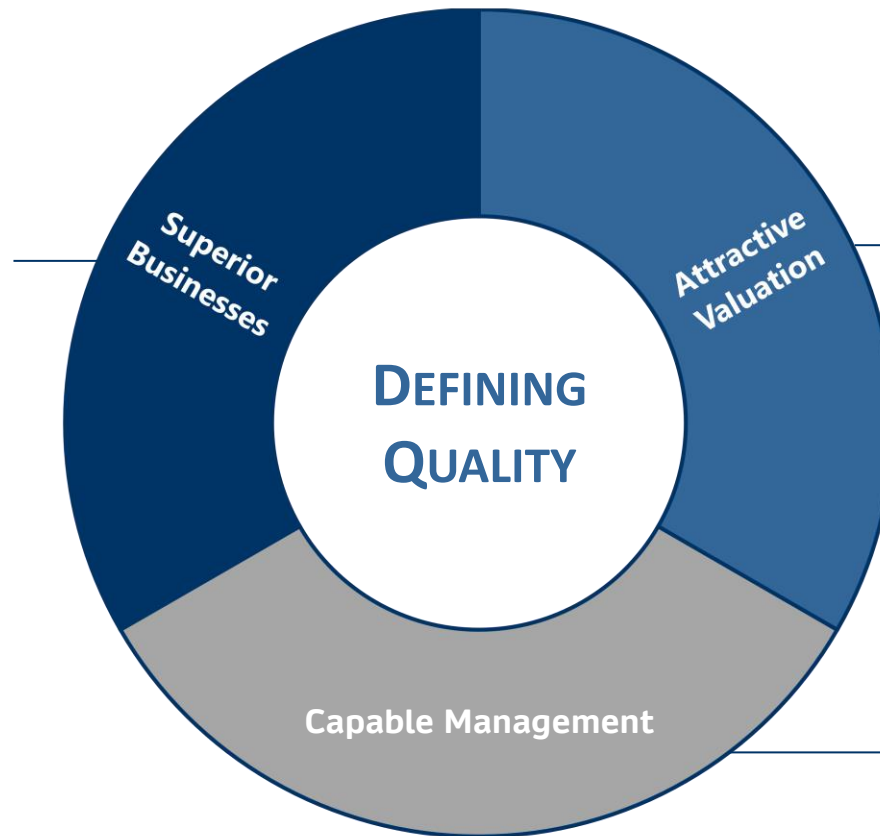 Superior
Businesses
Attractive
Valuation
DEFINING
QUALITY
Capable Management